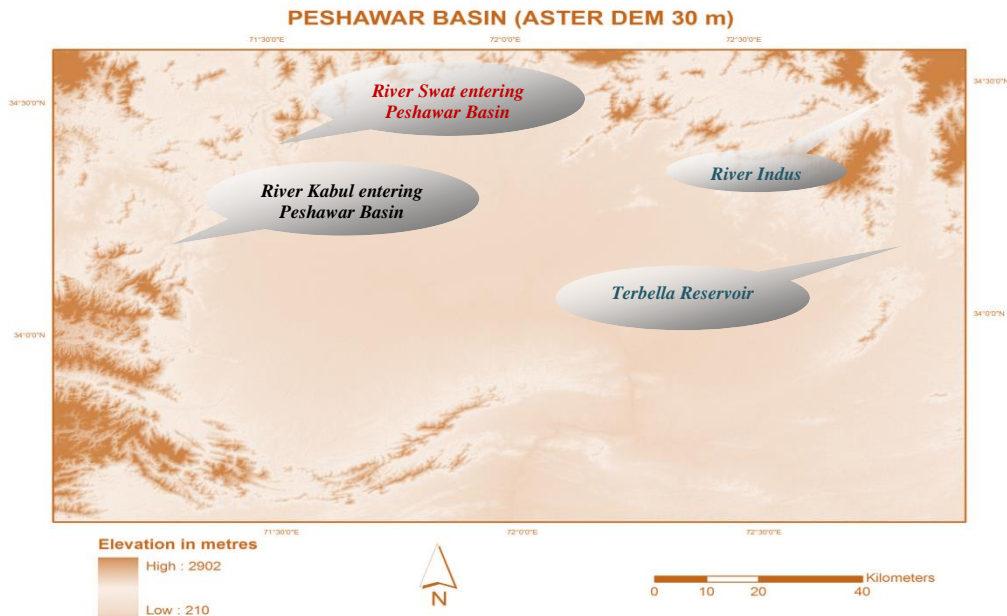 PESHAWAR BASIN (ASTER DEM 30 m)
71°30'0"E
72°0'0"E
72°30'0"E
34°30'0"N
34°30'0"N
River Swat entering
Peshawar Basin
River Indus
River Kabul entering
Peshawar Basin
Terbella Reservoir
34°0'0"N
34°0'0"N
71°30'0"E
72°0'0"E
72°30'0"E
Elevation in metres
High : 2902
Low : 210
N
Kilometers
0
10
20
40